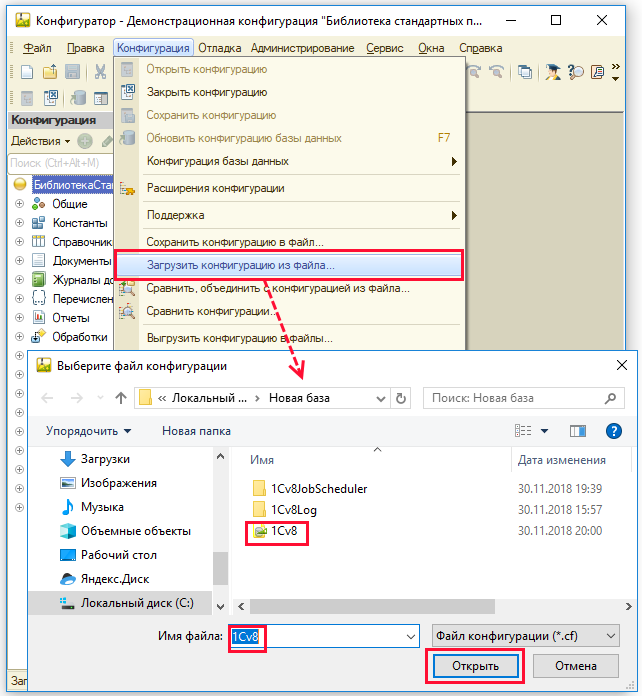 Конфигуратор - Демонстрационная конфигурация "Библиотека стандартных п...
Файл Правка Конфигурация Отладка Администрирование Сервис Окна Справка
Открыть конфигурацию
Закрыть конфигурацию
Конфигурация
Сохранить конфигурацию
Действия
Обновить конфигурацию базы данных F7
Поиск (Ctrl+Alt+M)
Конфигурация базы данных
БиблиотекаСта
Расширения конфигурации
Общие
Поддержка
Константы
Справочники
Сохранить конфигурацию в файл...
Документы
Загрузить конфигурацию из файла...
Журналы до
Сравнить, объединить с конфигурацией из файла...
Перечислен
Сравнить конфигурации...
Отчеты
Обработки
Выгрузить конфигурацию в файлы...
Выберите файл конфигурации
« Локальный ... › Новая база
Поиск: Новая база
Упорядочить Новая папка
Имя Дата изменения
Загрузки
Изображения
Музыка
Объемные объекты
Рабочий стол
Яндекс.Диск
Локальный диск (C:)
1Cv8JobScheduler 30.11.2018 19:39
1Cv8Log 30.11.2018 15:57
1Cv8 30.11.2018 20:00
Имя файла: 1Cv8 Файл конфигурации (*.cf)
Открыть Отмена
Заг